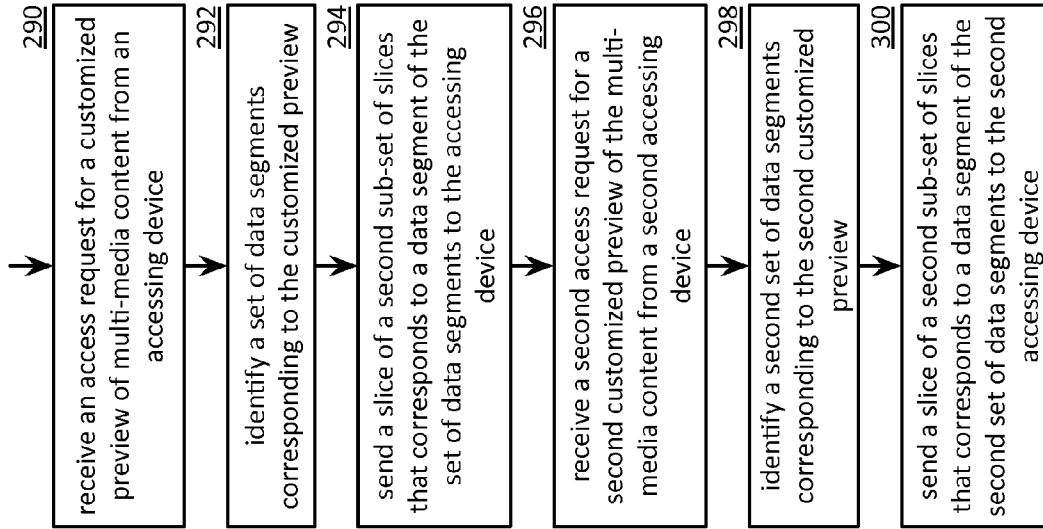 290
receive an access request for a customized
preview of multi-media content from an
accessing device
292
identify a set of data segments
corresponding to the customized preview
294
send a slice of a second sub-set of slices
that corresponds to a data segment of the
set of data segments to the accessing
device
296
receive a second access request for a
second customized preview of the multi-
media content from a second accessing
device
298
identify a second set of data segments
corresponding to the second customized
preview
300
send a slice of a second sub-set of slices
that corresponds to a data segment of the
second set of data segments to the second
accessing device